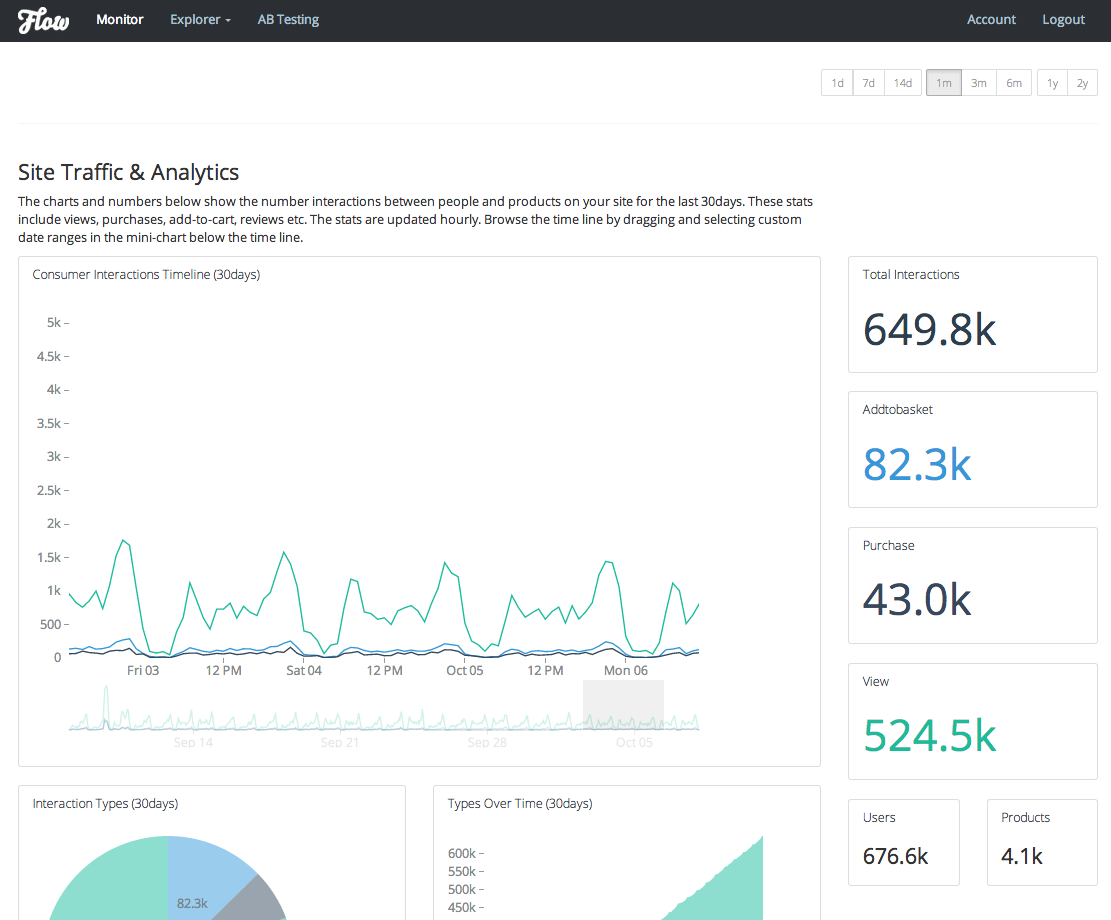 Flow Monitor Explorer AB Testing Account Logout
1d 7d 14d 1m 3m 6m 1y 2y
Site Traffic & Analytics
The charts and numbers below show the number interactions between people and products on your site for the last 30days. These stats
include views, purchases, add-to-cart, reviews etc. The stats are updated hourly. Browse the time line by dragging and selecting custom
date ranges in the mini-chart below the time line.
Consumer Interactions Timeline (30days)
5k
4.5k
4k
3.5k
3k
2.5k
2k
1.5k
1k
500
0
Fri 03 12 PM Sat 04 12 PM Oct 05 12 PM Mon 06
Sep 14 Sep 21 Sep 28 Oct 05
Total Interactions
649.8k
Addtobasket
82.3k
Purchase
43.0k
View
524.5k
Users
676.6k
Products
4.1k
Interaction Types (30days)
82.3k
Types Over Time (30days)
600k
550k
500k
450k